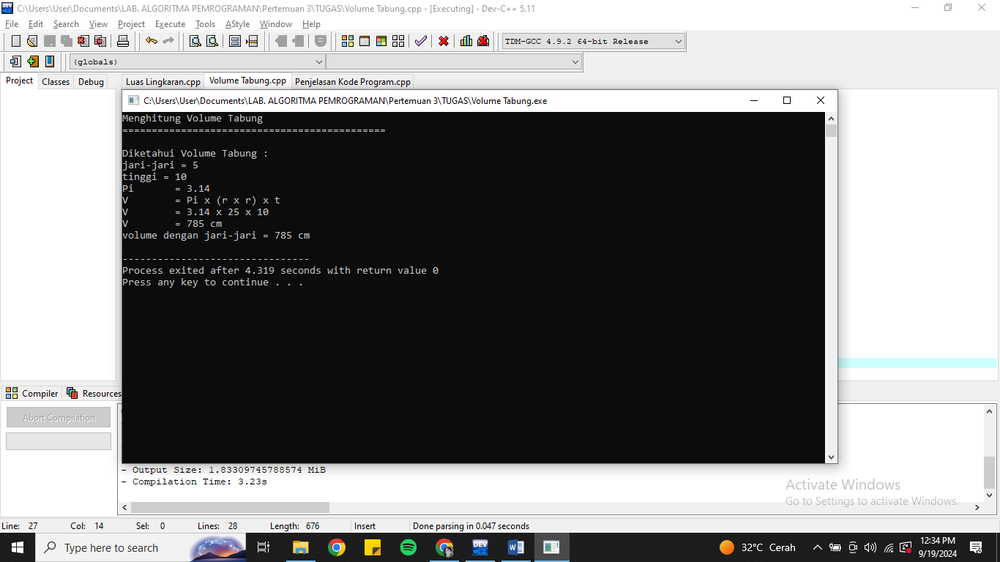 C:\Users\User\Documents\LAB. ALGORITMA PEMROGRAMAN\Pertemuan 3\TUGAS\Volume Tabung.cpp - [Executing] - Dev-C++ 5.11
File Edit Search View Project Execute Tools AStyle Window Help
TDM-GCC 4.9.2 64-bit Release
(globals)
Project Classes Debug Luas Lingkaran.cpp Volume Tabung.cpp Penjelasan Kode Program.cpp
C:\Users\User\Documents\LAB. ALGORITMA PEMROGRAMAN\Pertemuan 3\TUGAS\Volume Tabung.exe
Menghitung Volume Tabung
=============================================
Diketahui Volume Tabung :
jari-jari = 5
tinggi = 10
Pi = 3.14
V = Pi x (r x r) x t
V = 3.14 x 25 x 10
V = 785 cm
volume dengan jari-jari = 785 cm
--------------------------------
Process exited after 4.319 seconds with return value 0
Press any key to continue . . .
Compiler Resources
Abort Compilation
- Output Size: 1.83309745788574 MiB
- Compilation Time: 3.23s
Activate Windows
Go to Settings to activate Windows.
Line: 27 Col: 14 Sel: 0 Lines: 28 Length: 676 Insert Done parsing in 0.047 seconds
Type here to search
DEV
32°C Cerah
12:34 PM
9/19/2024